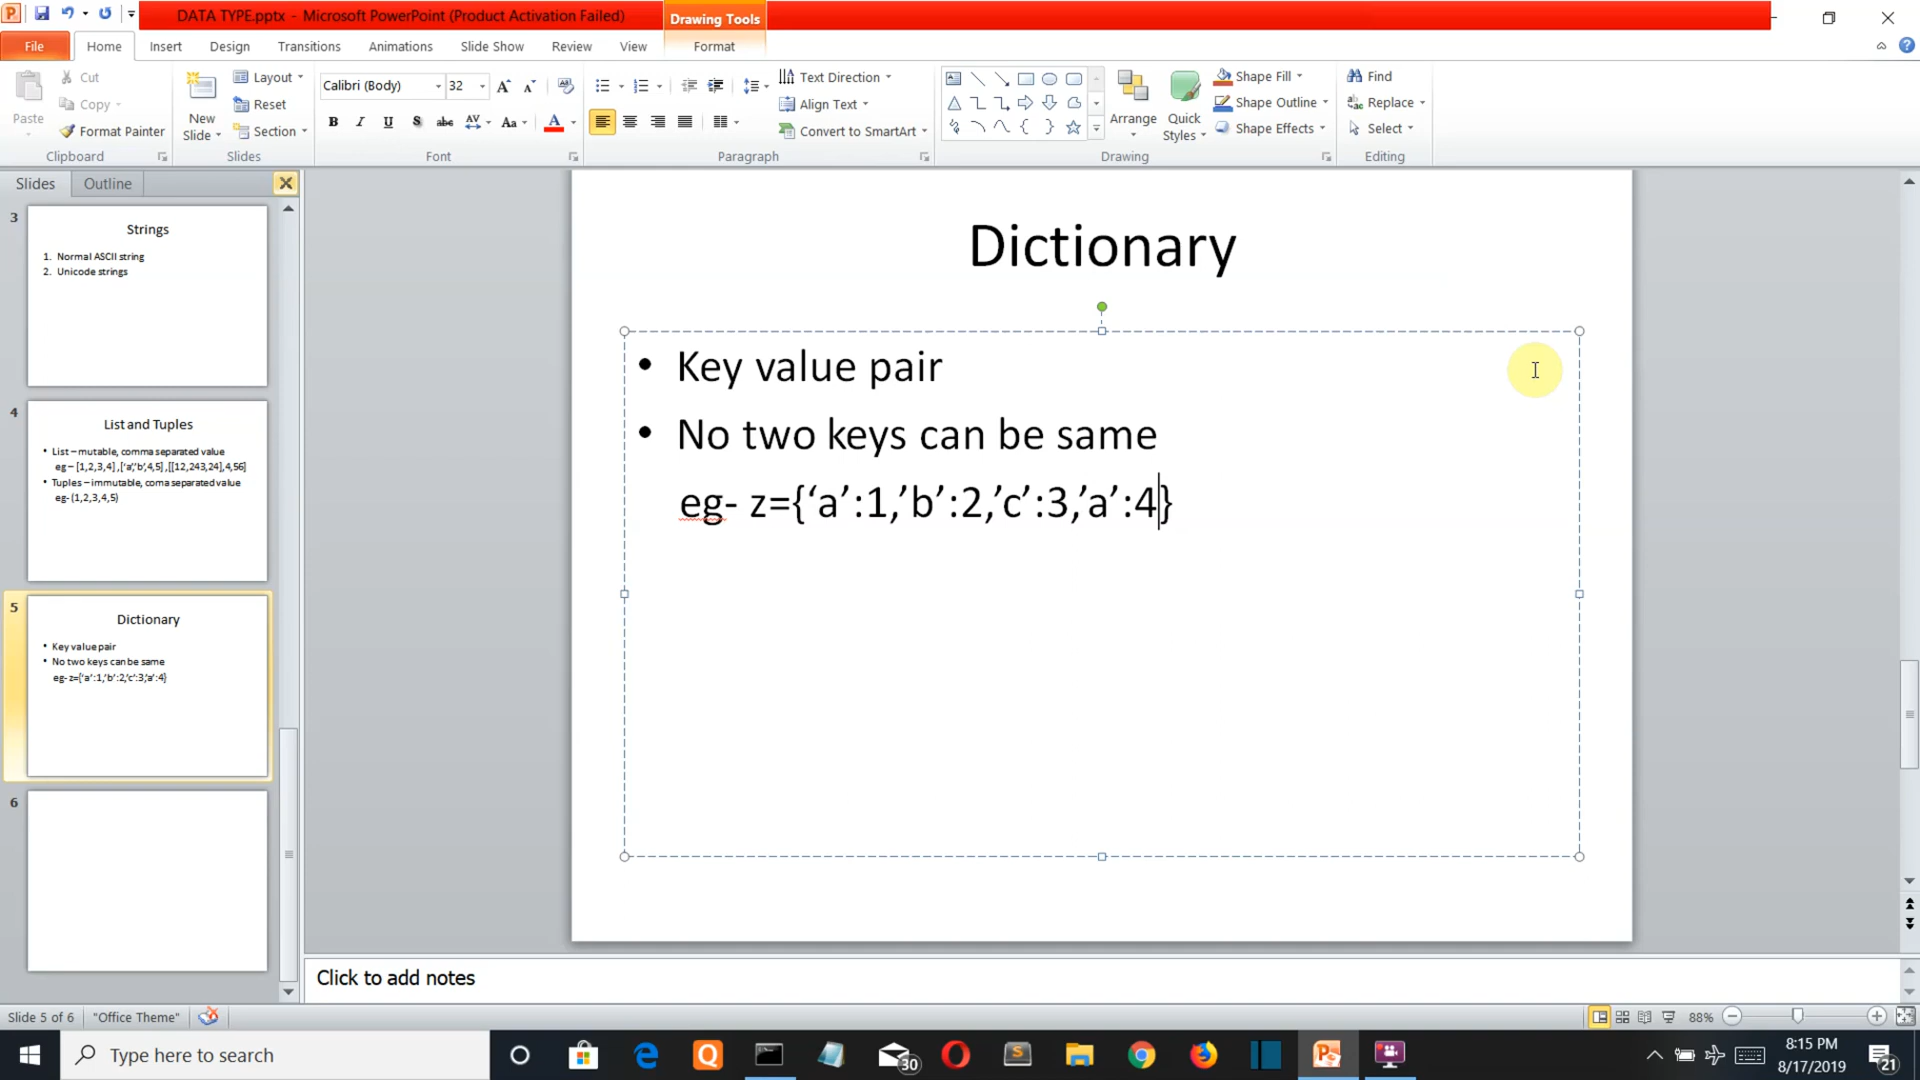 DATA TYPE.pptx - Microsoft PowerPoint (Product Activation Failed)
Drawing Tools
File Home Insert Design Transitions Animations Slide Show Review View Format
Paste
Cut
Copy
Format Painter
Clipboard
New
Slide
Layout
Reset
Section
Slides
Calibri (Body) 32
Font
Text Direction
Align Text
Convert to SmartArt
Paragraph
Arrange
Quick
Styles
Shape Fill
Shape Outline
Shape Effects
Drawing
Find
Replace
Select
Editing
Slides Outline
3
Strings
1. Normal ASCII string
2. Unicode strings
4
List and Tuples
• List – mutable, comma separated value
eg – [1,2,3,4] ,[‘a’,’b’,4,5] ,[[12,243,24],4,56]
• Tuples – immutable, coma separated value
eg- (1,2,3,4,5)
5
Dictionary
• Key value pair
• No two keys can be same
eg- z={‘a’:1,’b’:2,’c’:3,’a’:4}
6
Dictionary
• Key value pair
• No two keys can be same
eg- z={‘a’:1,’b’:2,’c’:3,’a’:4}
Click to add notes
Slide 5 of 6 "Office Theme" 88%
Type here to search
30
8:15 PM
8/17/2019
21